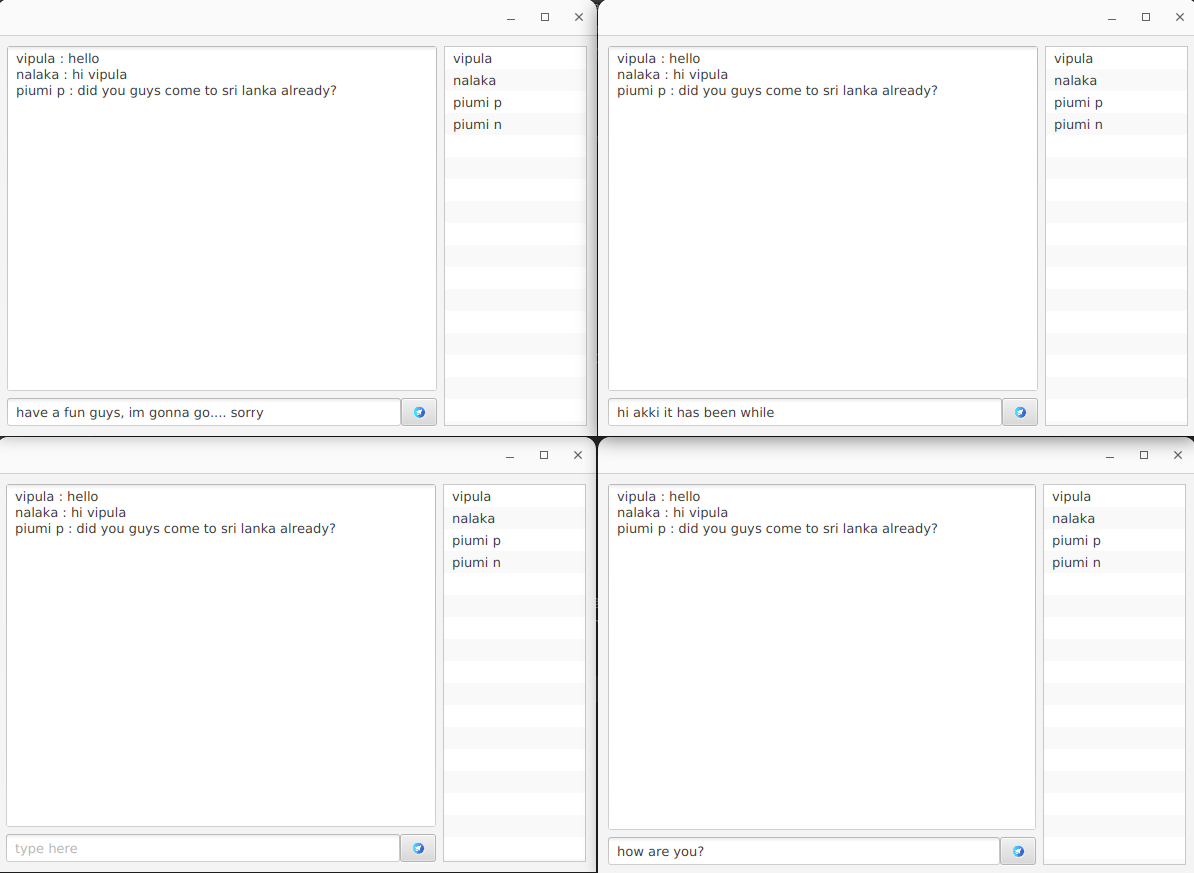 vipula : hello
nalaka : hi vipula
piumi p : did you guys come to sri lanka already?
vipula
nalaka
piumi p
piumi n
have a fun guys, im gonna go.... sorry
vipula : hello
nalaka : hi vipula
piumi p : did you guys come to sri lanka already?
vipula
nalaka
piumi p
piumi n
hi akki it has been while
vipula : hello
nalaka : hi vipula
piumi p : did you guys come to sri lanka already?
vipula
nalaka
piumi p
piumi n
type here
vipula : hello
nalaka : hi vipula
piumi p : did you guys come to sri lanka already?
vipula
nalaka
piumi p
piumi n
how are you?